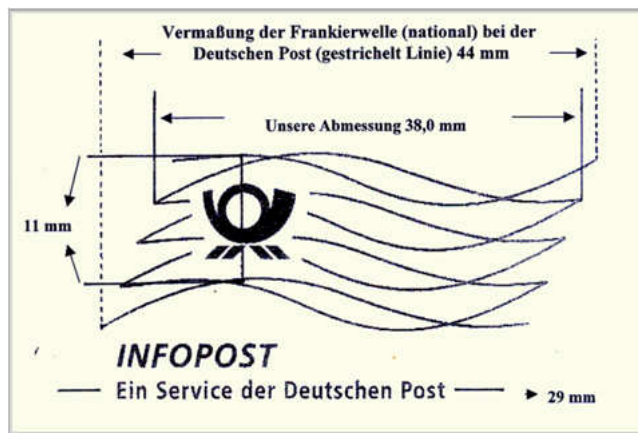 Vermaßung der Frankierwelle (national) bei der
Deutschen Post (gestrichelt Linie) 44 mm
Unsere Abmessung 38,0 mm
11 mm
INFOPOST
Ein Service der Deutschen Post
29 mm